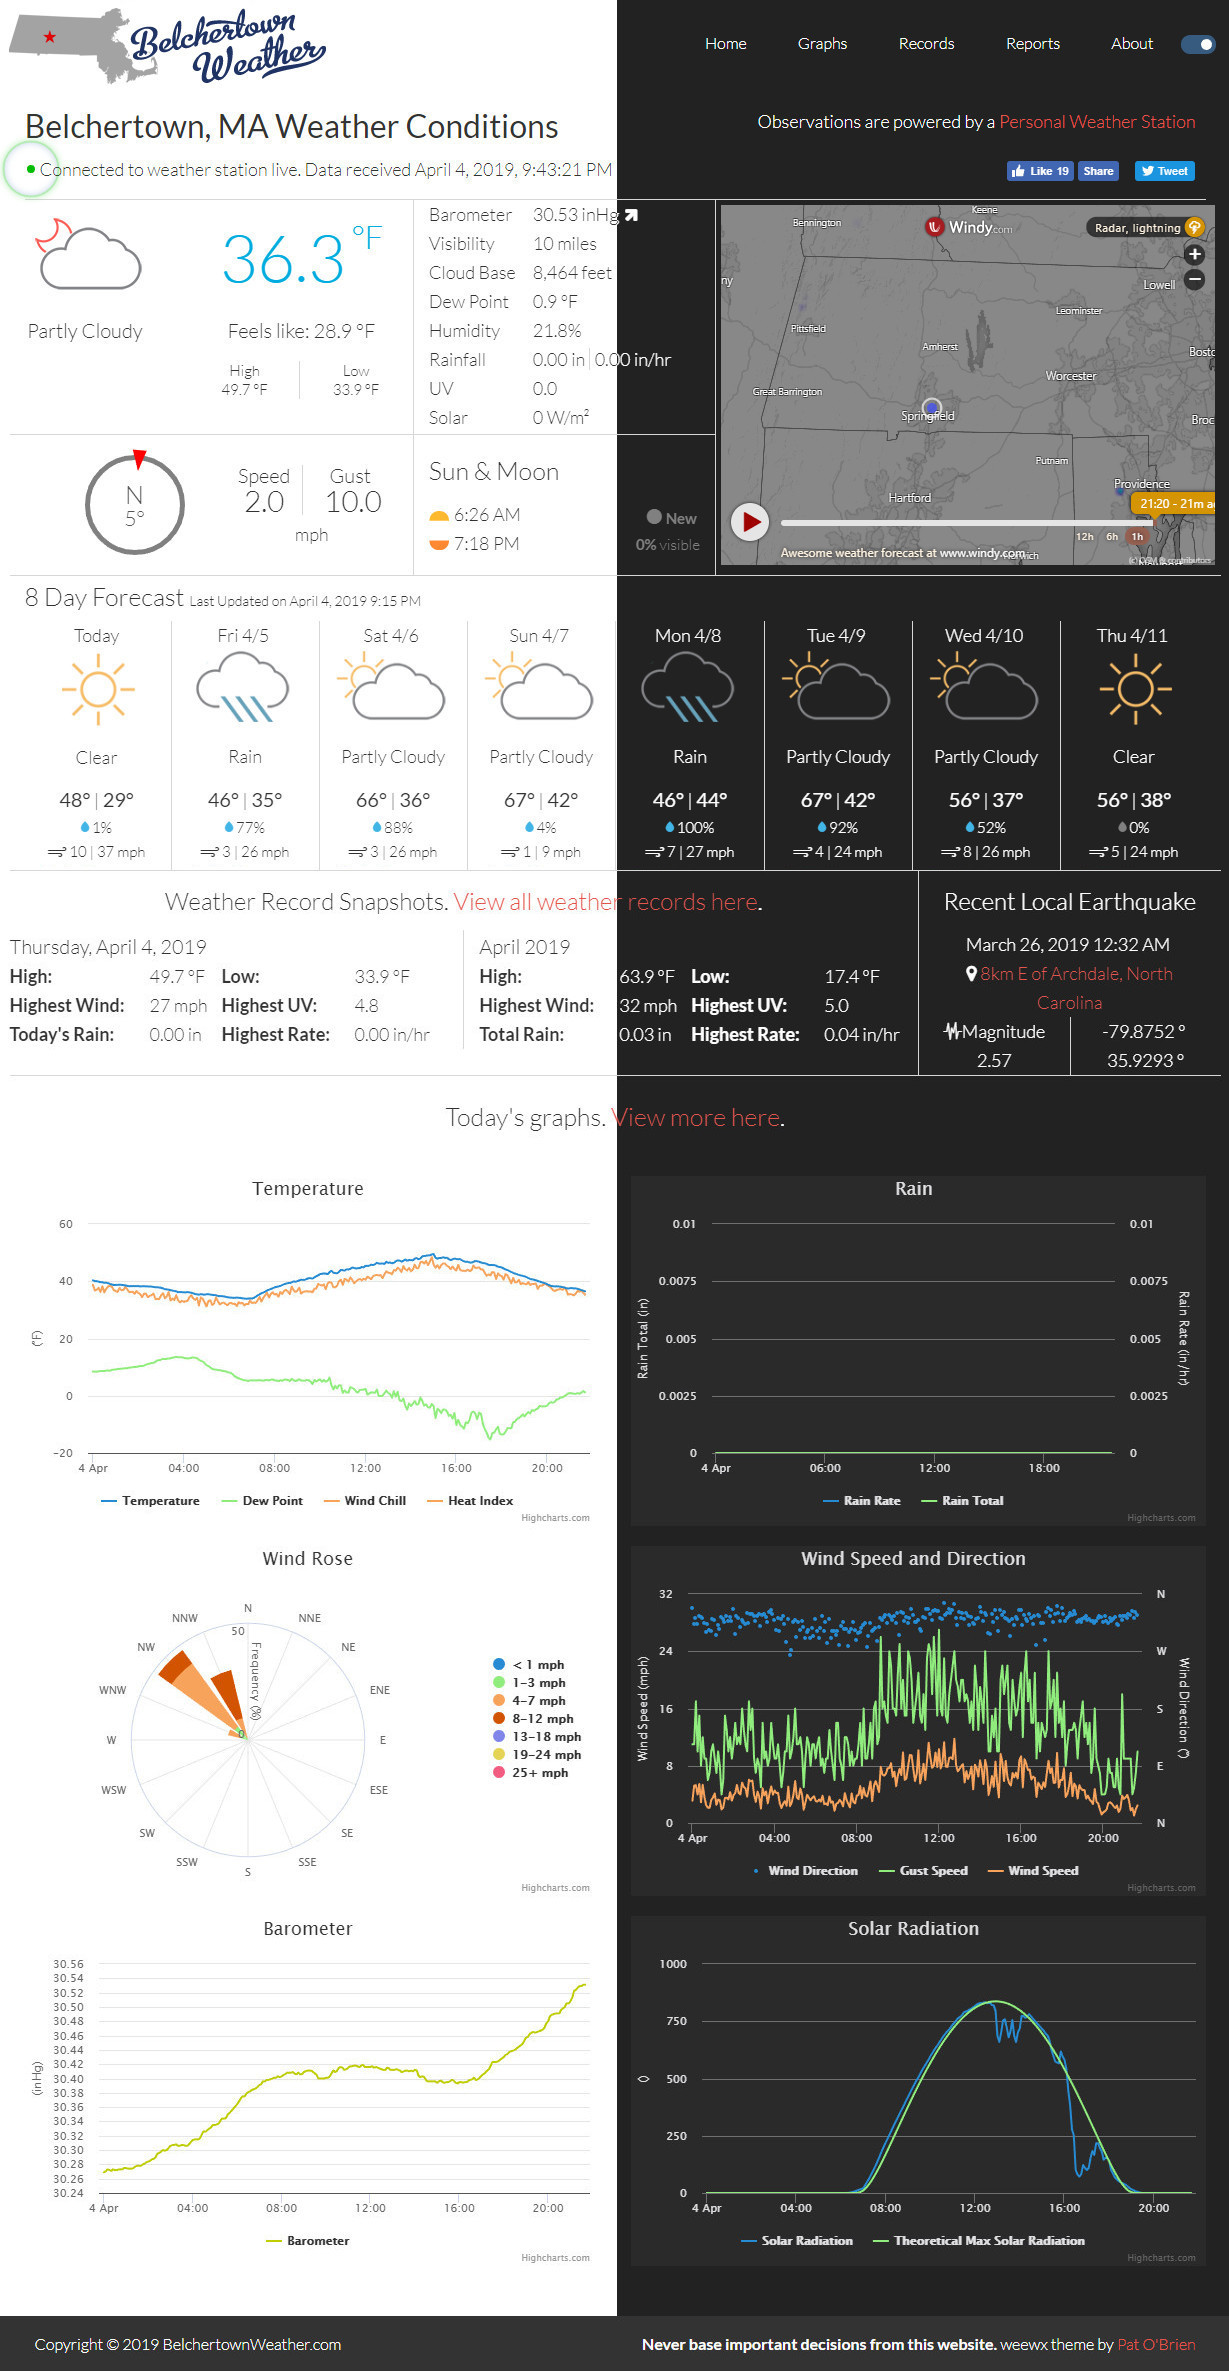 Belchertown
Weather
Home Graphs Records Reports About
Belchertown, MA Weather Conditions
Observations are powered by a Personal Weather Station
Connected to weather station live. Data received April 4, 2019, 9:43:21 PM
Like 19 Share Tweet
36.3 °F
Partly Cloudy
Feels like: 28.9 °F
High Low
49.7 °F 33.9 °F
Barometer 30.53 inHg
Visibility 10 miles
Cloud Base 8,464 feet
Dew Point 0.9 °F
Humidity 21.8%
Rainfall 0.00 in | 0.00 in/hr
UV 0.0
Solar 0 W/m²
Keene
Bennington
Windy.com
Radar, lightning
+
−
ny
Lowell
Leominster
Pittsfield
Amherst
Bosto
Worcester
Great Barrington
Springfield
Broc
Putnam
Hartford
Providence
21:20 - 21m a
12h 6h 1h
Awesome weather forecast at www.windy.com
N
5°
Speed Gust
2.0 10.0
mph
Sun & Moon
6:26 AM
7:18 PM
New
0% visible
8 Day Forecast Last Updated on April 4, 2019 9:15 PM
Today Fri 4/5 Sat 4/6 Sun 4/7 Mon 4/8 Tue 4/9 Wed 4/10 Thu 4/11
Clear Rain Partly Cloudy Partly Cloudy Rain Partly Cloudy Partly Cloudy Clear
48° | 29° 46° | 35° 66° | 36° 67° | 42° 46° | 44° 67° | 42° 56° | 37° 56° | 38°
1% 77% 88% 4% 100% 92% 52% 0%
10 | 37 mph 3 | 26 mph 3 | 26 mph 1 | 9 mph 7 | 27 mph 4 | 24 mph 8 | 26 mph 5 | 24 mph
Weather Record Snapshots. View all weather records here.
Thursday, April 4, 2019
High: 49.7 °F Low: 33.9 °F
Highest Wind: 27 mph Highest UV: 4.8
Today's Rain: 0.00 in Highest Rate: 0.00 in/hr
April 2019
High: 63.9 °F Low: 17.4 °F
Highest Wind: 32 mph Highest UV: 5.0
Total Rain: 0.03 in Highest Rate: 0.04 in/hr
Recent Local Earthquake
March 26, 2019 12:32 AM
8km E of Archdale, North
Carolina
Magnitude -79.8752 °
2.57 35.9293 °
Today's graphs. View more here.
Temperature
60
40
20
0
-20
(°F)
4 Apr 04:00 08:00 12:00 16:00 20:00
Temperature Dew Point Wind Chill Heat Index
Highcharts.com
Rain
0.01 0.01
0.0075 0.0075
0.005 0.005
0.0025 0.0025
0 0
Rain Total (in)
Rain Rate (in/hr)
4 Apr 06:00 12:00 18:00
Rain Rate Rain Total
Highcharts.com
Wind Rose
N
NNE
NE
ENE
E
ESE
SE
SSE
S
SSW
SW
WSW
W
WNW
NW
NNW
50
0
Frequency (%)
< 1 mph
1-3 mph
4-7 mph
8-12 mph
13-18 mph
19-24 mph
25+ mph
Highcharts.com
Wind Speed and Direction
32 N
24 W
16 S
8 E
0 N
Wind Speed (mph)
Wind Direction (°)
4 Apr 04:00 08:00 12:00 16:00 20:00
Wind Direction Gust Speed Wind Speed
Highcharts.com
Barometer
30.56
30.54
30.52
30.50
30.48
30.46
30.44
30.42
30.40
30.38
30.36
30.34
30.32
30.30
30.28
30.26
30.24
(inHg)
4 Apr 04:00 08:00 12:00 16:00 20:00
Barometer
Highcharts.com
Solar Radiation
1000
750
500
250
0
()
4 Apr 04:00 08:00 12:00 16:00 20:00
Solar Radiation Theoretical Max Solar Radiation
Highcharts.com
Copyright © 2019 BelchertownWeather.com
Never base important decisions from this website. weewx theme by Pat O'Brien